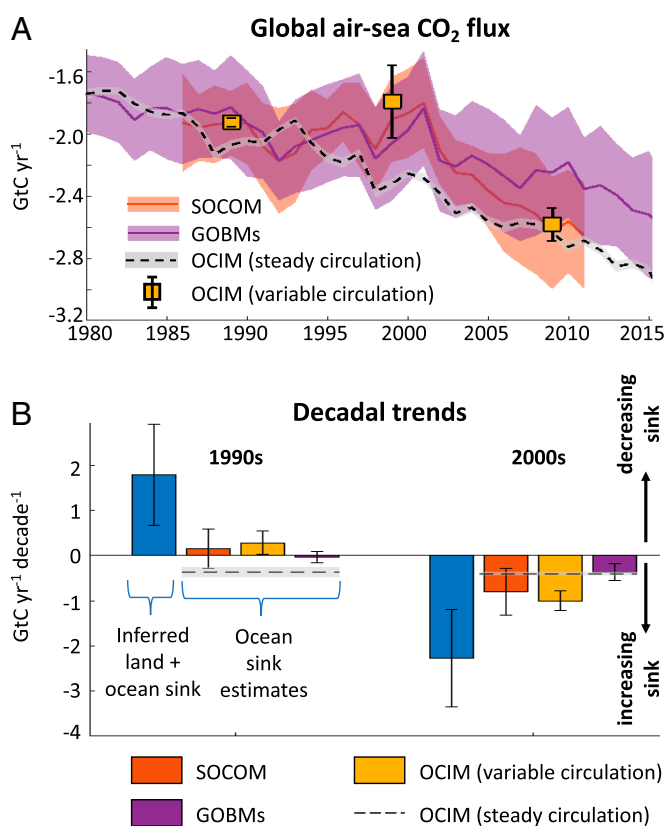 A
Global air-sea CO₂ flux
GtC yr⁻¹
-1.6
-2.0
-2.4
-2.8
-3.2
SOCOM
GOBMs
OCIM (steady circulation)
OCIM (variable circulation)
1980
1985
1990
1995
2000
2005
2010
2015
B
Decadal trends
GtC yr⁻¹ decade⁻¹
2
1
0
-1
-2
-3
-4
1990s
2000s
decreasing
sink
increasing
sink
Inferred
land +
ocean sink
Ocean
sink
estimates
SOCOM
OCIM (variable circulation)
GOBMs
OCIM (steady circulation)